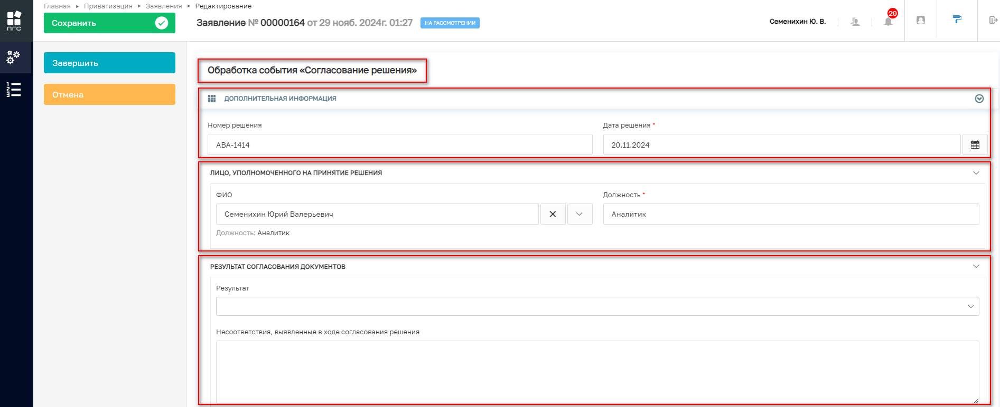 Главная ▸ Приватизация ▸ Заявления ▸ Редактирование
ПГС
Сохранить
Заявление № 00000164 от 29 нояб. 2024г. 01:27
НА РАССМОТРЕНИИ
Семенихин Ю. В.
20
Завершить
Отмена
Обработка события «Согласование решения»
ДОПОЛНИТЕЛЬНАЯ ИНФОРМАЦИЯ
Номер решения
Дата решения *
АВА-1414
20.11.2024
ЛИЦО, УПОЛНОМОЧЕННОГО НА ПРИНЯТИЕ РЕШЕНИЯ
ФИО
Должность *
Семенихин Юрий Валерьевич
Аналитик
Должность: Аналитик
РЕЗУЛЬТАТ СОГЛАСОВАНИЯ ДОКУМЕНТОВ
Результат
Несоответствия, выявленные в ходе согласования решения